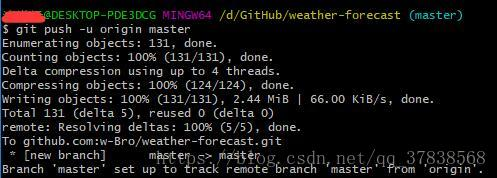 @DESKTOP-PDE3DCG MINGW64 /d/GitHub/weather-forecast (master)
$ git push -u origin master
Enumerating objects: 131, done.
Counting objects: 100% (131/131), done.
Delta compression using up to 4 threads.
Compressing objects: 100% (124/124), done.
Writing objects: 100% (131/131), 2.44 MiB | 66.00 KiB/s, done.
Total 131 (delta 5), reused 0 (delta 0)
remote: Resolving deltas: 100% (5/5), done.
To github.com:w-Bro/weather-forecast.git
 * [new branch]      master -> master
https://blog.csdn.net/qq_37838568
Branch 'master' set up to track remote branch 'master' from 'origin'.